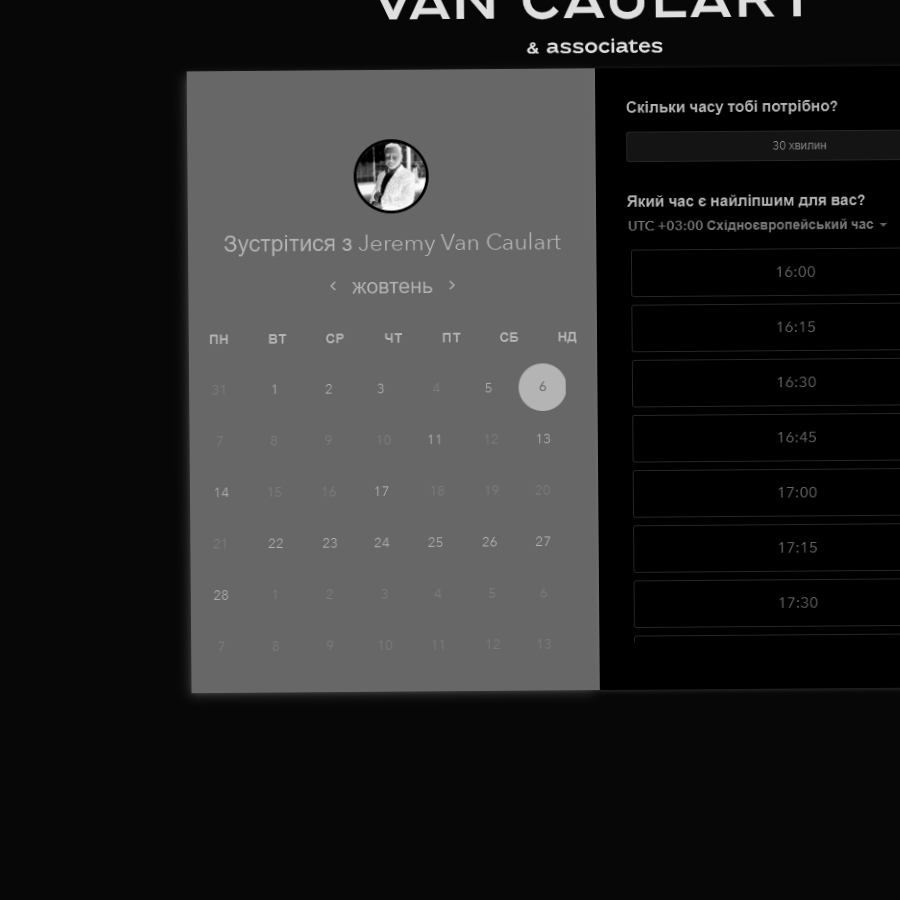 VAN CAULART
& associates
Зустрітися з Jeremy Van Caulart
‹ жовтень ›
ПН ВТ СР ЧТ ПТ СБ НД
31 1 2 3 4 5 6
7 8 9 10 11 12 13
14 15 16 17 18 19 20
21 22 23 24 25 26 27
28 1 2 3 4 5 6
7 8 9 10 11 12 13
Скільки часу тобі потрібно?
30 хвилин
Який час є найліпшим для вас?
UTC +03:00 Східноєвропейський час
16:00
16:15
16:30
16:45
17:00
17:15
17:30